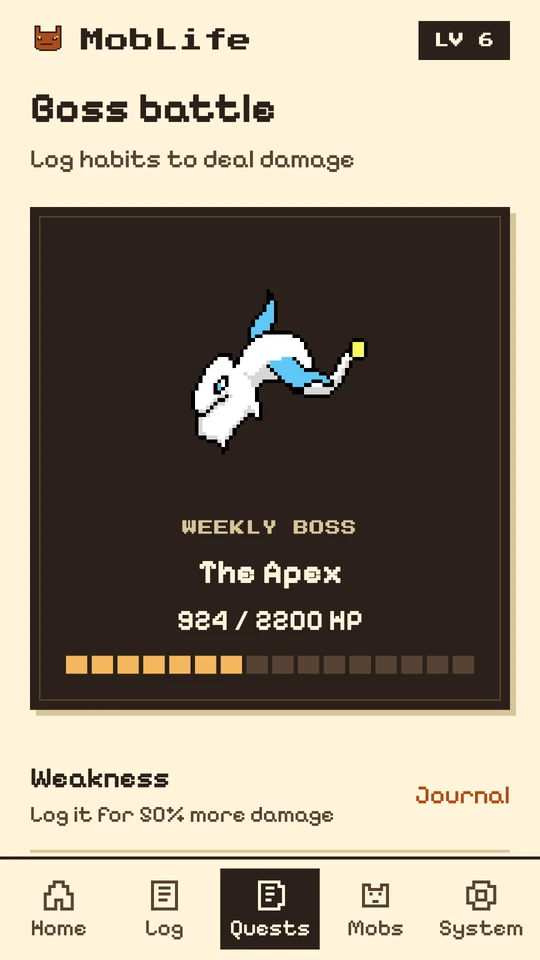 MobLife
LV 6
Boss battle
Log habits to deal damage
WEEKLY BOSS
The Apex
924 / 2200 HP
Weakness
Log it for 50% more damage
Journal
Home
Log
Quests
Mobs
System